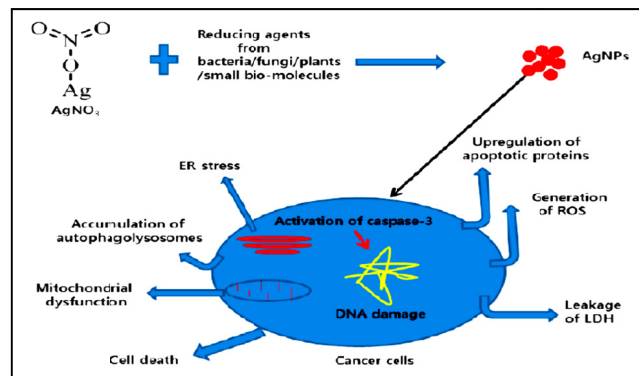 O
N
O
O
Ag
AgNO₃
Reducing agents
from
bacteria/fungi/plants
/small bio-molecules
AgNPs
Upregulation of
apoptotic proteins
ER stress
Generation
of ROS
Activation of caspase-3
Accumulation of
autophagolysosomes
Mitochondrial
dysfunction
DNA damage
Leakage
of LDH
Cell death
Cancer cells